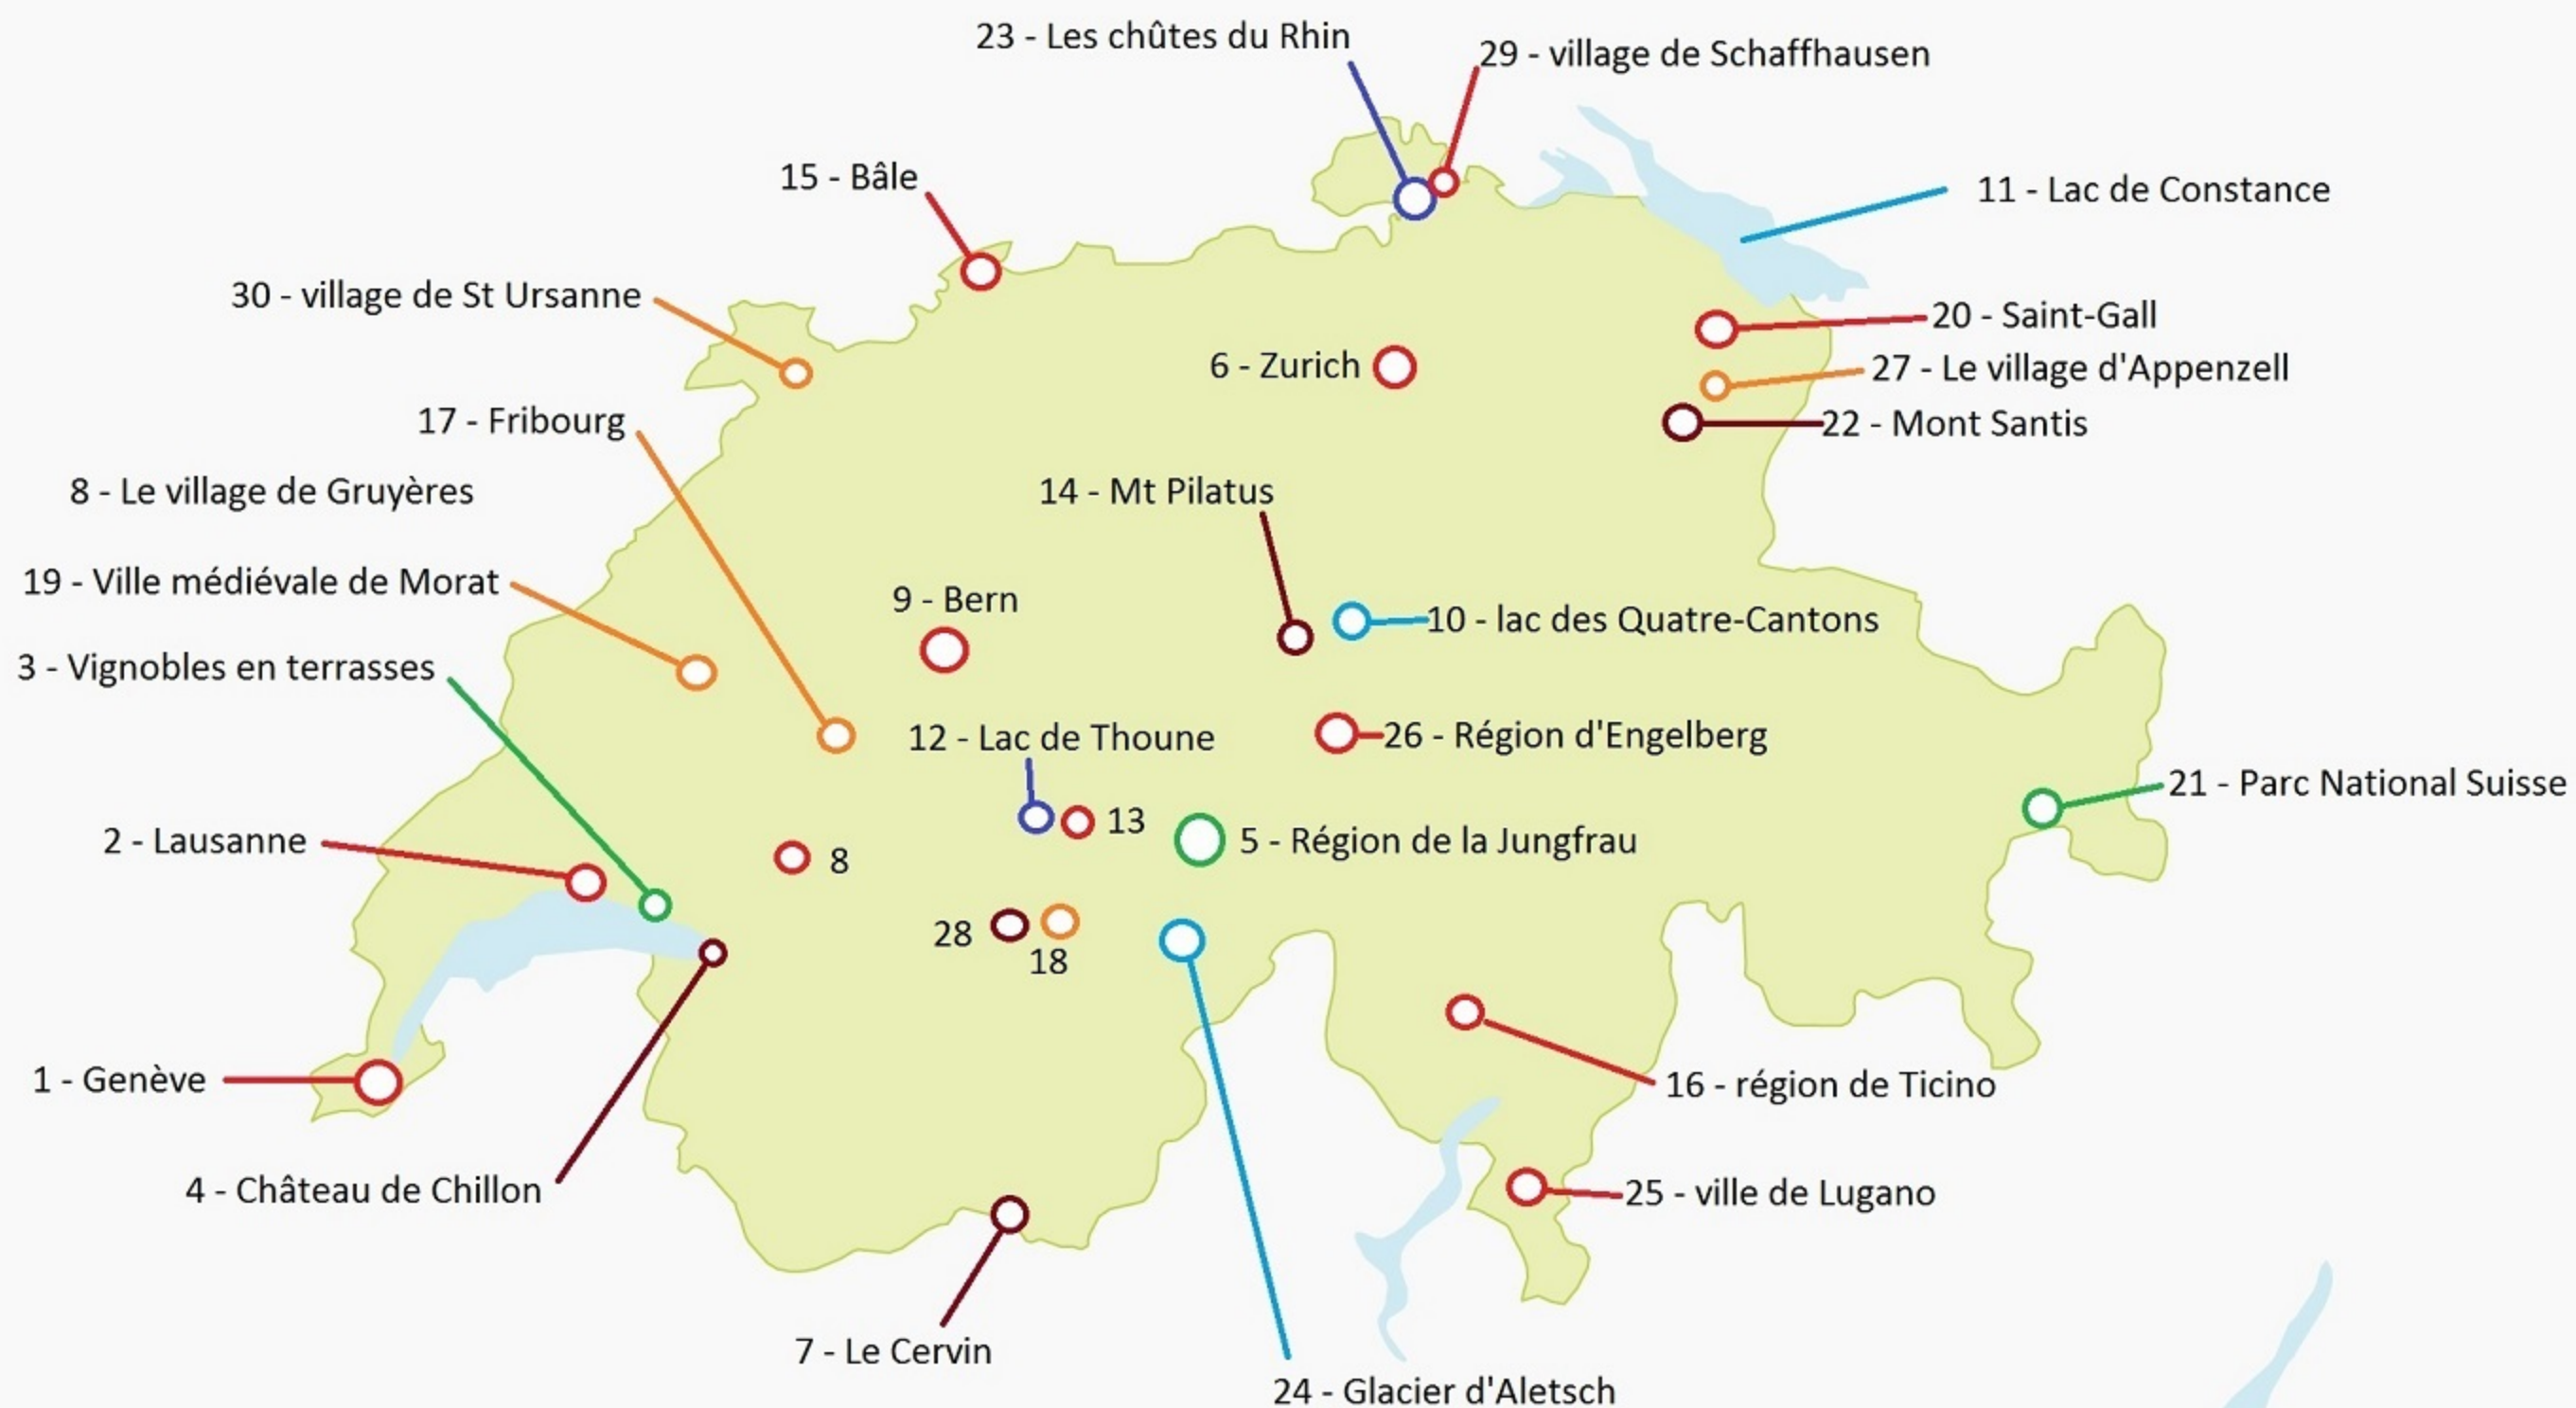 23 - Les chûtes du Rhin
29 - village de Schaffhausen
15 - Bâle
11 - Lac de Constance
30 - village de St Ursanne
20 - Saint-Gall
6 - Zurich
27 - Le village d'Appenzell
17 - Fribourg
22 - Mont Santis
8 - Le village de Gruyères
14 - Mt Pilatus
19 - Ville médiévale de Morat
9 - Bern
10 - lac des Quatre-Cantons
3 - Vignobles en terrasses
12 - Lac de Thoune
26 - Région d'Engelberg
21 - Parc National Suisse
2 - Lausanne
13
5 - Région de la Jungfrau
8
28
18
1 - Genève
16 - région de Ticino
4 - Château de Chillon
25 - ville de Lugano
7 - Le Cervin
24 - Glacier d'Aletsch